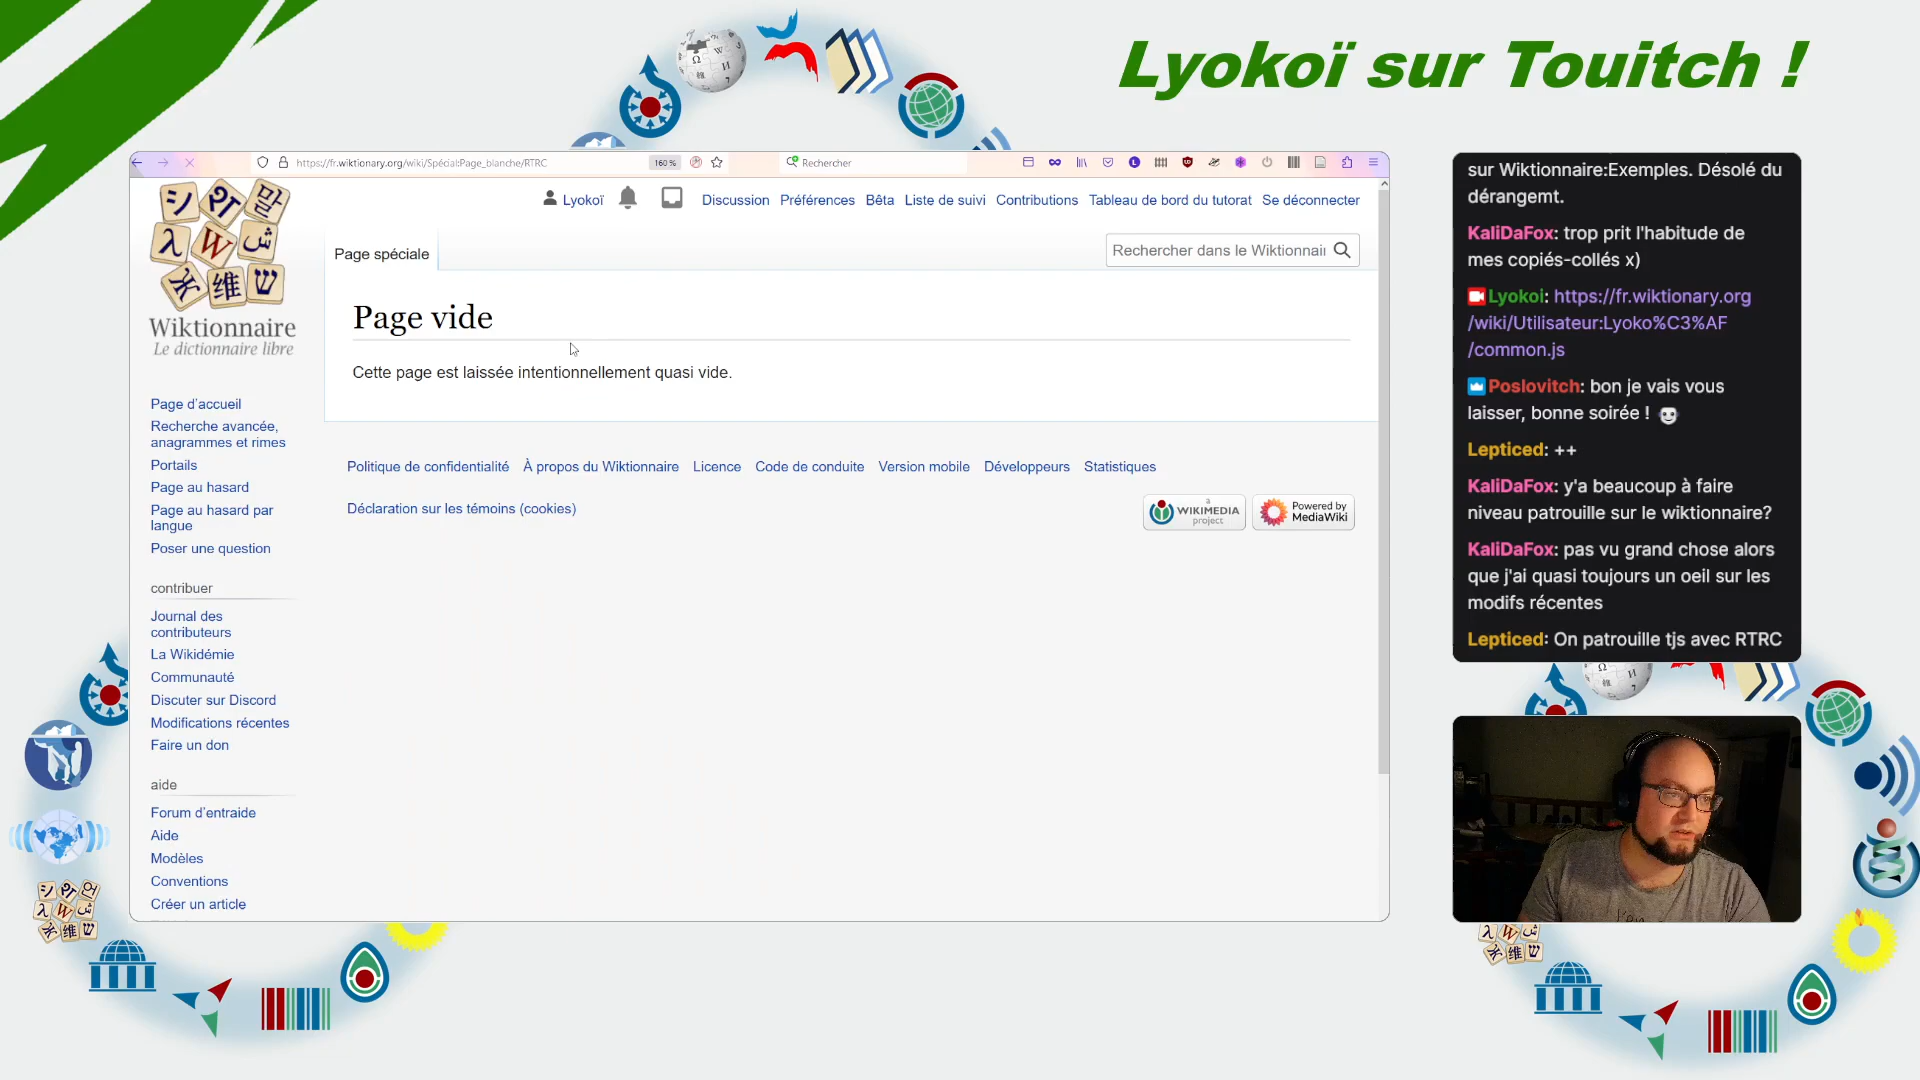 Lyokoï sur Touitch !
https://fr.wiktionary.org/wiki/Spécial:Page_blanche/RTRC
160 %
Rechercher
Lyokoï
Discussion
Préférences
Bêta
Liste de suivi
Contributions
Tableau de bord du tutorat
Se déconnecter
Page spéciale
Rechercher dans le Wiktionnair
Wiktionnaire
Le dictionnaire libre
Page vide
Cette page est laissée intentionnellement quasi vide.
Page d’accueil
Recherche avancée,
anagrammes et rimes
Portails
Page au hasard
Page au hasard par
langue
Poser une question
contribuer
Journal des
contributeurs
La Wikidémie
Communauté
Discuter sur Discord
Modifications récentes
Faire un don
aide
Forum d’entraide
Aide
Modèles
Conventions
Créer un article
Politique de confidentialité
À propos du Wiktionnaire
Licence
Code de conduite
Version mobile
Développeurs
Statistiques
Déclaration sur les témoins (cookies)
a
WIKIMEDIA
project
Powered by
MediaWiki
sur Wiktionnaire:Exemples. Désolé du
dérangemt.
KaliDaFox: trop prit l'habitude de
mes copiés-collés x)
Lyokoi: https://fr.wiktionary.org
/wiki/Utilisateur:Lyoko%C3%AF
/common.js
Poslovitch: bon je vais vous
laisser, bonne soirée !
Lepticed: ++
KaliDaFox: y'a beaucoup à faire
niveau patrouille sur le wiktionnaire?
KaliDaFox: pas vu grand chose alors
que j'ai quasi toujours un oeil sur les
modifs récentes
Lepticed: On patrouille tjs avec RTRC